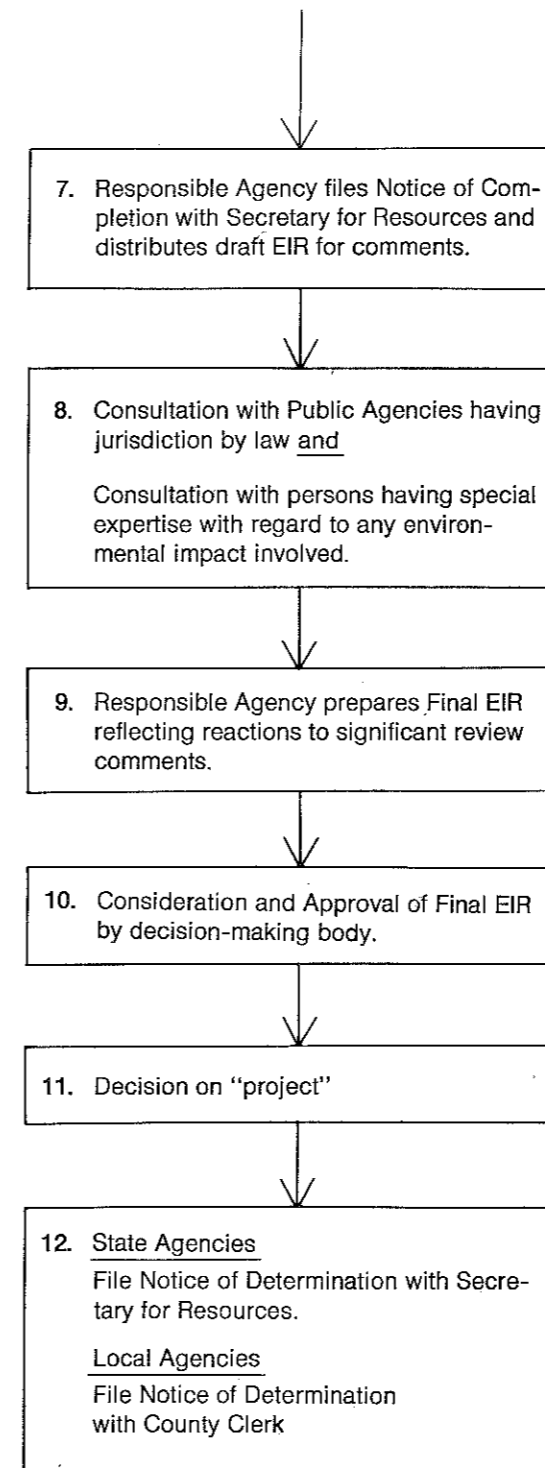 7. Responsible Agency files Notice of Com-
pletion with Secretary for Resources and
distributes draft EIR for comments.
8. Consultation with Public Agencies having
jurisdiction by law and
Consultation with persons having special
expertise with regard to any environ-
mental impact involved.
9. Responsible Agency prepares Final EIR
reflecting reactions to significant review
comments.
10. Consideration and Approval of Final EIR
by decision-making body.
11. Decision on “project”
12. State Agencies
File Notice of Determination with Secre-
tary for Resources.
Local Agencies
File Notice of Determination
with County Clerk